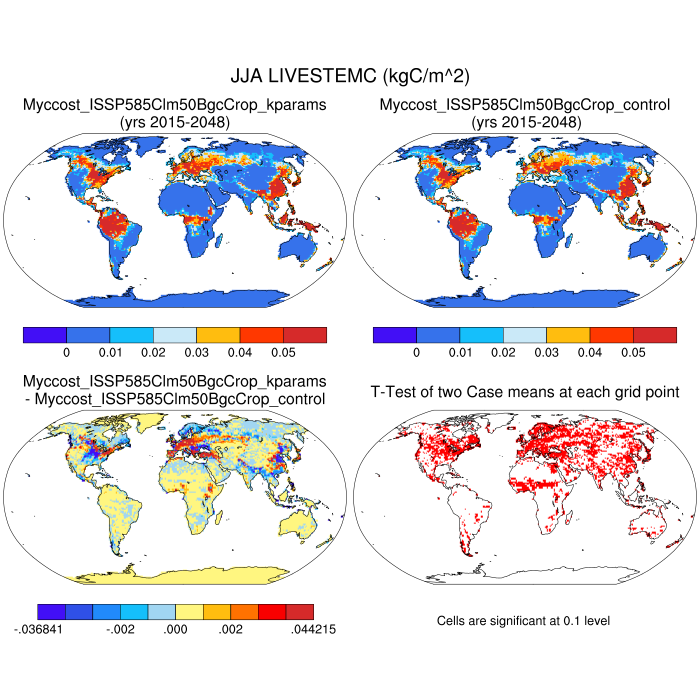 JJA LIVESTEMC (kgC/m^2)
Myccost_ISSP585Clm50BgcCrop_kparams
(yrs 2015-2048)
Myccost_ISSP585Clm50BgcCrop_control
(yrs 2015-2048)
0 0.01 0.02 0.03 0.04 0.05
0 0.01 0.02 0.03 0.04 0.05
Myccost_ISSP585Clm50BgcCrop_kparams
- Myccost_ISSP585Clm50BgcCrop_control
T-Test of two Case means at each grid point
-.036841 -.002 .000 .002 .044215
Cells are significant at 0.1 level